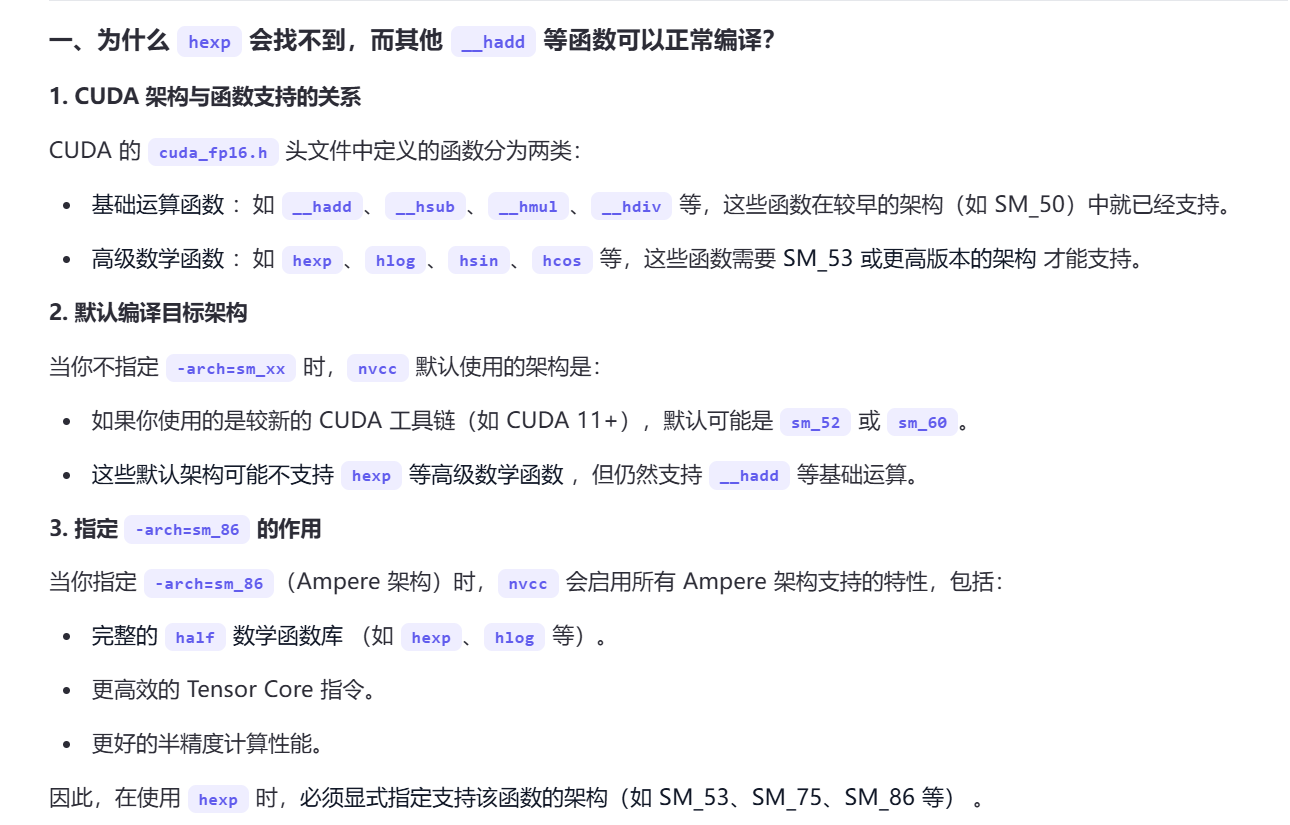 一、为什么 hexp 会找不到，而其他 __hadd 等函数可以正常编译？
1. CUDA 架构与函数支持的关系
CUDA 的 cuda_fp16.h 头文件中定义的函数分为两类：
• 基础运算函数 ：如 __hadd 、 __hsub 、 __hmul 、 __hdiv 等，这些函数在较早的架构（如 SM_50）中就已经支持。
• 高级数学函数 ：如 hexp 、 hlog 、 hsin 、 hcos 等，这些函数需要 SM_53 或更高版本的架构 才能支持。
2. 默认编译目标架构
当你不指定 -arch=sm_xx 时， nvcc 默认使用的架构是：
• 如果你使用的是较新的 CUDA 工具链（如 CUDA 11+），默认可能是 sm_52 或 sm_60 。
• 这些默认架构可能不支持 hexp 等高级数学函数 ，但仍然支持 __hadd 等基础运算。
3. 指定 -arch=sm_86 的作用
当你指定 -arch=sm_86 （Ampere 架构）时， nvcc 会启用所有 Ampere 架构支持的特性，包括：
• 完整的 half 数学函数库 （如 hexp 、 hlog 等）。
• 更高效的 Tensor Core 指令。
• 更好的半精度计算性能。
因此，在使用 hexp 时，必须显式指定支持该函数的架构（如 SM_53、SM_75、SM_86 等） 。